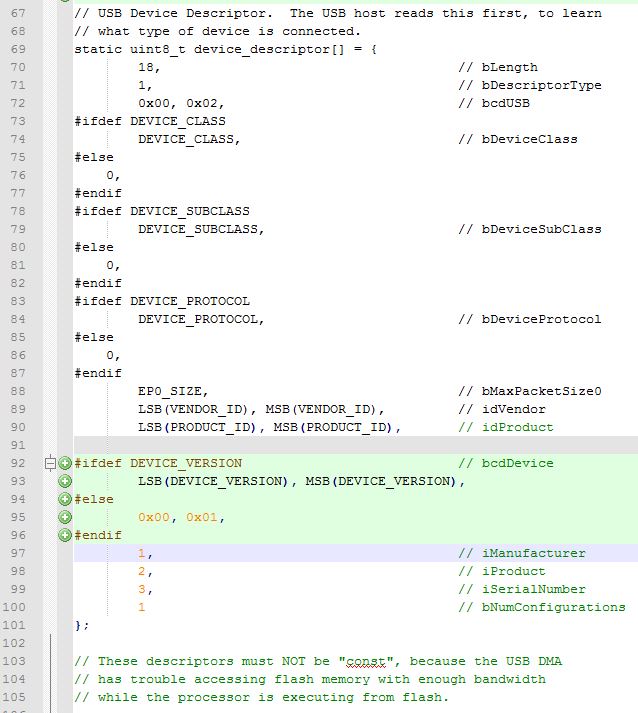 67 // USB Device Descriptor.  The USB host reads this first, to learn
68 // what type of device is connected.
69 static uint8_t device_descriptor[] = {
70         18,                                     // bLength
71         1,                                      // bDescriptorType
72         0x00, 0x02,                             // bcdUSB
73 #ifdef DEVICE_CLASS
74         DEVICE_CLASS,                           // bDeviceClass
75 #else
76     0,
77 #endif
78 #ifdef DEVICE_SUBCLASS
79         DEVICE_SUBCLASS,                        // bDeviceSubClass
80 #else
81     0,
82 #endif
83 #ifdef DEVICE_PROTOCOL
84         DEVICE_PROTOCOL,                        // bDeviceProtocol
85 #else
86     0,
87 #endif
88         EP0_SIZE,                               // bMaxPacketSize0
89         LSB(VENDOR_ID), MSB(VENDOR_ID),         // idVendor
90         LSB(PRODUCT_ID), MSB(PRODUCT_ID),       // idProduct
91
92 #ifdef DEVICE_VERSION                           // bcdDevice
93         LSB(DEVICE_VERSION), MSB(DEVICE_VERSION),
94 #else
95         0x00, 0x01,
96 #endif
97         1,                                      // iManufacturer
98         2,                                      // iProduct
99         3,                                      // iSerialNumber
100         1                                       // bNumConfigurations
101 };
102
103 // These descriptors must NOT be "const", because the USB DMA
104 // has trouble accessing flash memory with enough bandwidth
105 // while the processor is executing from flash.